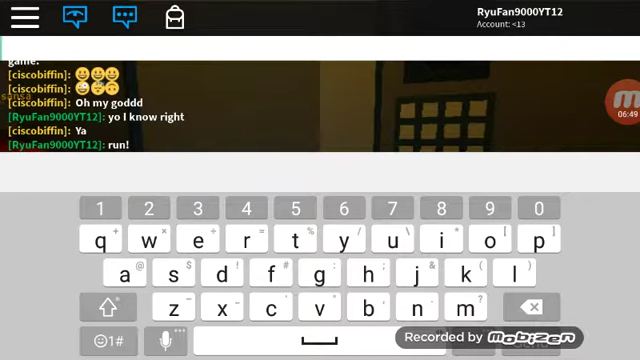 RyuFan9000YT12
Account: <13
game.
[ciscobiffin]: 😃😃😃
[ciscobiffin]:
sansa
[ciscobiffin]: Oh my goddd
[RyuFan9000YT12]: yo I know right
[ciscobiffin]: Ya
[RyuFan9000YT12]: run!
06:49
1 2 3 4 5 6 7 8 9 0
q w e r t y u i o p
a s d f g h j k l
z x c v b n m
☺1#
Recorded by Mobizen